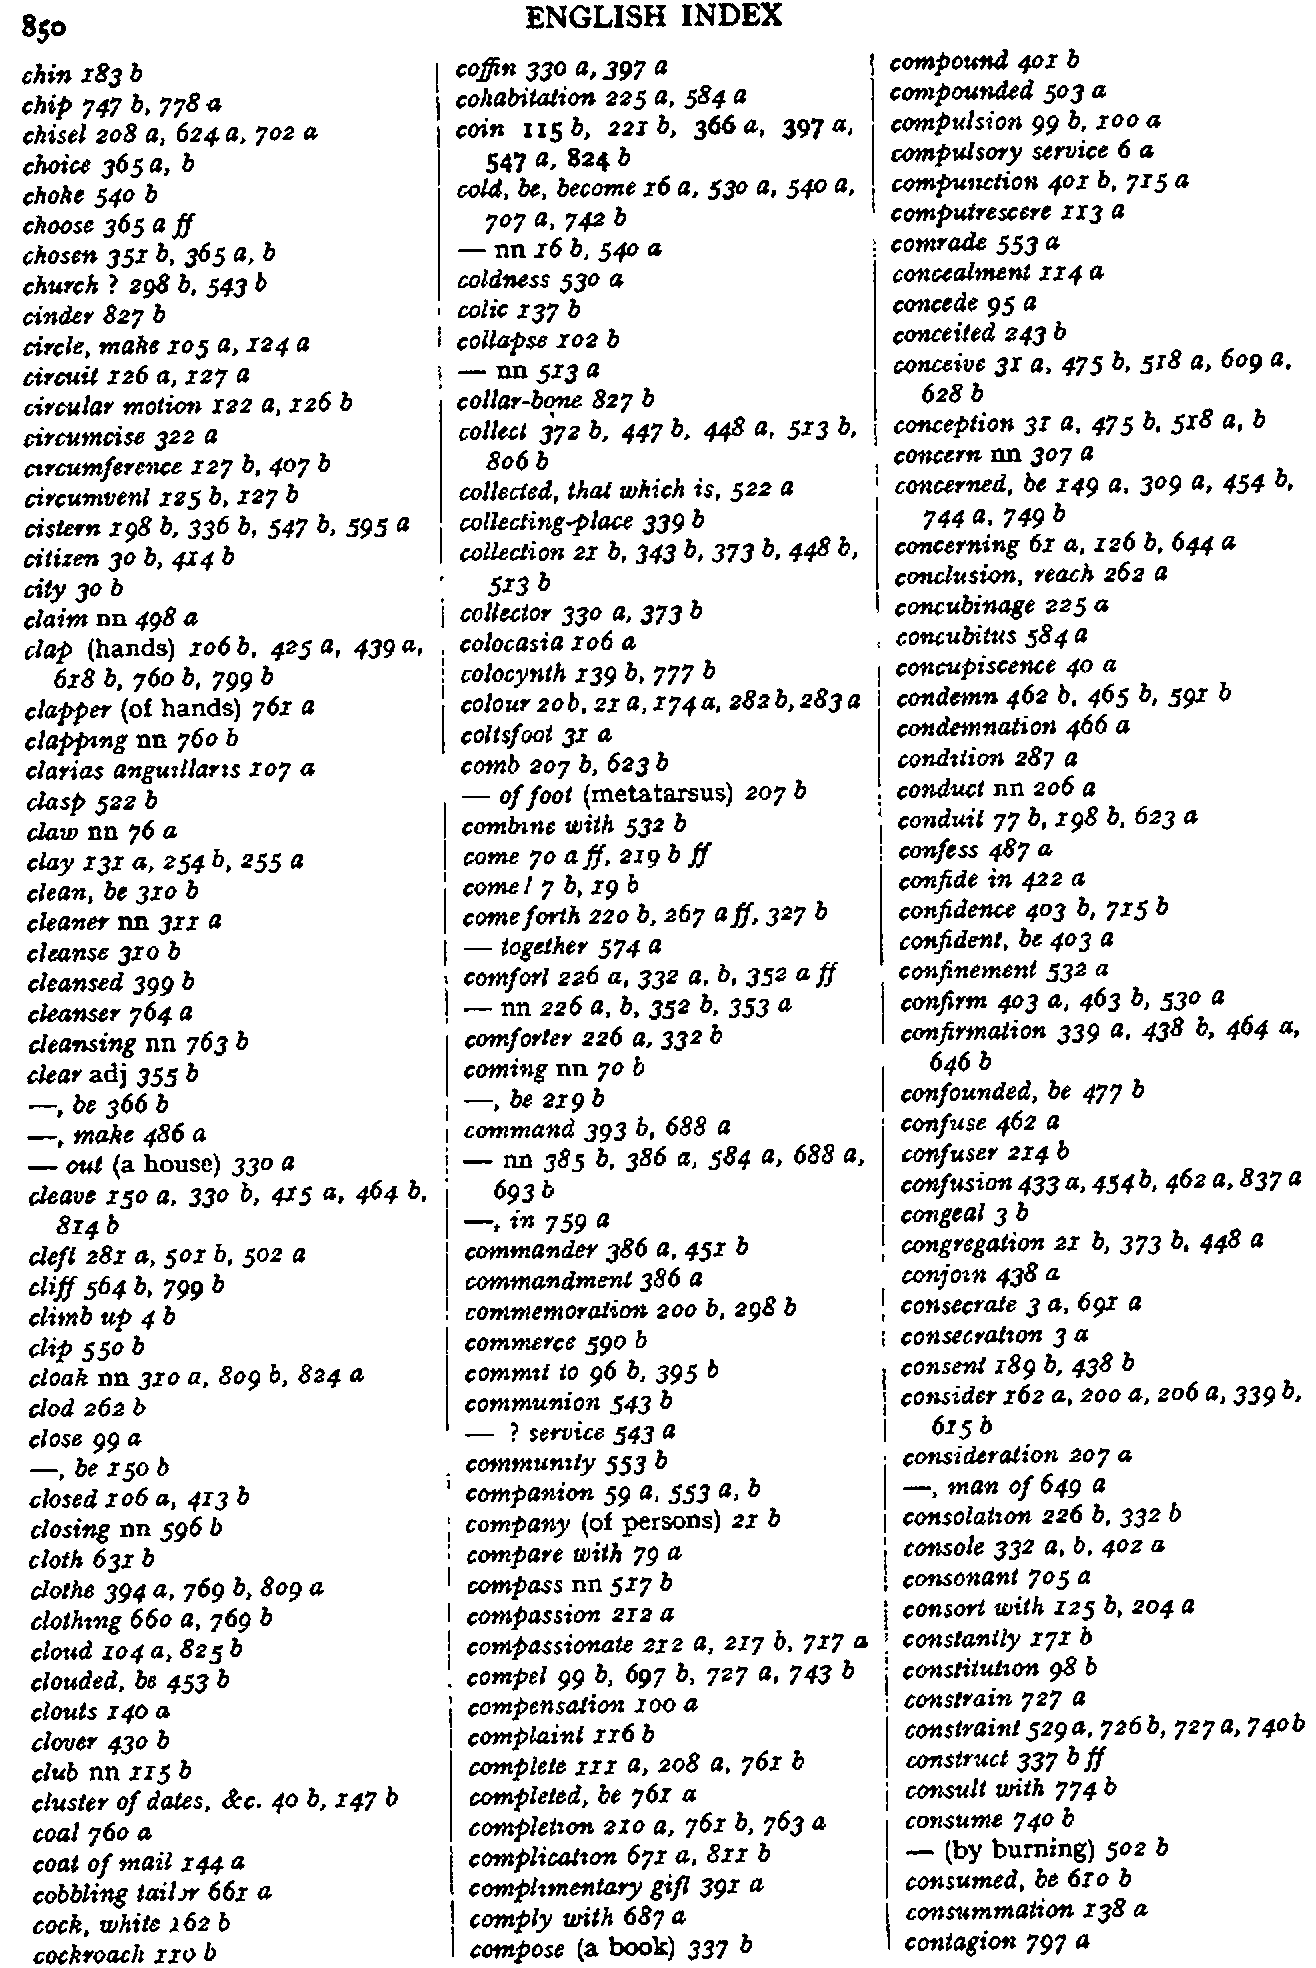 850
ENGLISH INDEX
chin 183 b
chip 747 b, 778 a
chisel 208 a, 624 a, 702 a
choice 365 a, b
choke 540 b
choose 365 a ff
chosen 351 b, 365 a, b
church ? 298 b, 543 b
cinder 827 b
circle, make 105 a, 124 a
circuit 126 a, 127 a
circular motion 122 a, 126 b
circumcise 322 a
circumference 127 b, 407 b
circumvent 125 b, 127 b
cistern 198 b, 336 b, 547 b, 595 a
citizen 30 b, 414 b
city 30 b
claim nn 498 a
clap (hands) 106 b, 425 a, 439 a,
618 b, 760 b, 799 b
clapper (of hands) 761 a
clapping nn 760 b
clarias anguillaris 107 a
clasp 522 b
claw nn 76 a
clay 131 a, 254 b, 255 a
clean, be 310 b
cleaner nn 311 a
cleanse 310 b
cleansed 399 b
cleanser 764 a
cleansing nn 763 b
clear adj 355 b
—, be 366 b
—, make 486 a
— out (a house) 330 a
cleave 150 a, 330 b, 415 a, 464 b,
814 b
cleft 281 a, 501 b, 502 a
cliff 564 b, 799 b
climb up 4 b
clip 550 b
cloak nn 310 a, 809 b, 824 a
clod 262 b
close 99 a
—, be 150 b
closed 106 a, 413 b
closing nn 596 b
cloth 631 b
clothe 394 a, 769 b, 809 a
clothing 660 a, 769 b
cloud 104 a, 825 b
clouded, be 453 b
clouts 140 a
clover 430 b
club nn 115 b
cluster of dates, &c. 40 b, 147 b
coal 760 a
coat of mail 144 a
cobbling tailor 661 a
cock, white 162 b
cockroach 110 b
coffin 330 a, 397 a
cohabitation 225 a, 584 a
coin 115 b, 221 b, 366 a, 397 a,
547 a, 824 b
cold, be, become 16 a, 530 a, 540 a,
707 a, 742 b
— nn 16 b, 540 a
coldness 530 a
colic 137 b
collapse 102 b
— nn 513 a
collar-bone 827 b
collect 372 b, 447 b, 448 a, 513 b,
806 b
collected, that which is, 522 a
collecting-place 339 b
collection 21 b, 343 b, 373 b, 448 b,
513 b
collector 330 a, 373 b
colocasia 106 a
colocynth 139 b, 777 b
colour 20 b, 21 a, 174 a, 282 b, 283 a
coltsfoot 31 a
comb 207 b, 623 b
— of foot (metatarsus) 207 b
combine with 532 b
come 70 a ff, 219 b ff
come! 7 b, 19 b
come forth 220 b, 267 a ff, 327 b
— together 574 a
comfort 226 a, 332 a, b, 352 a ff
— nn 226 a, b, 352 b, 353 a
comforter 226 a, 332 b
coming nn 70 b
—, be 219 b
command 393 b, 688 a
— nn 385 b, 386 a, 584 a, 688 a,
693 b
—, in 759 a
commander 386 a, 451 b
commandment 386 a
commemoration 200 b, 298 b
commerce 590 b
commit to 96 b, 395 b
communion 543 b
— ? service 543 a
community 553 b
companion 59 a, 553 a, b
company (of persons) 21 b
compare with 79 a
compass nn 517 b
compassion 212 a
compassionate 212 a, 217 b, 717 a
compel 99 b, 697 b, 727 a, 743 b
compensation 100 a
complaint 116 b
complete 111 a, 208 a, 761 b
completed, be 761 a
completion 210 a, 761 b, 763 a
complication 671 a, 811 b
complimentary gift 391 a
comply with 687 a
compose (a book) 337 b
compound 401 b
compounded 503 a
compulsion 99 b, 100 a
compulsory service 6 a
compunction 401 b, 715 a
computrescere 113 a
comrade 553 a
concealment 114 a
concede 95 a
conceited 243 b
conceive 31 a, 475 b, 518 a, 609 a,
628 b
conception 31 a, 475 b, 518 a, b
concern nn 307 a
concerned, be 149 a, 309 a, 454 b,
744 a, 749 b
concerning 61 a, 126 b, 644 a
conclusion, reach 262 a
concubinage 225 a
concubitus 584 a
concupiscence 40 a
condemn 462 b, 465 b, 591 b
condemnation 466 a
condition 287 a
conduct nn 206 a
conduit 77 b, 198 b, 623 a
confess 487 a
confide in 422 a
confidence 403 b, 715 b
confident, be 403 a
confinement 532 a
confirm 403 a, 463 b, 530 a
confirmation 339 a, 438 b, 464 a,
646 b
confounded, be 477 b
confuse 462 a
confuser 214 b
confusion 433 a, 454 b, 462 a, 837 a
congeal 3 b
congregation 21 b, 373 b, 448 a
conjoin 438 a
consecrate 3 a, 691 a
consecration 3 a
consent 189 b, 438 b
consider 162 a, 200 a, 206 a, 339 b,
615 b
consideration 207 a
—, man of 649 a
consolation 226 b, 332 b
console 332 a, b, 402 a
consonant 705 a
consort with 125 b, 204 a
constantly 171 b
constitution 98 b
constrain 727 a
constraint 529 a, 726 b, 727 a, 740 b
construct 337 b ff
consult with 774 b
consume 740 b
— (by burning) 502 b
consumed, be 610 b
consummation 138 a
contagion 797 a